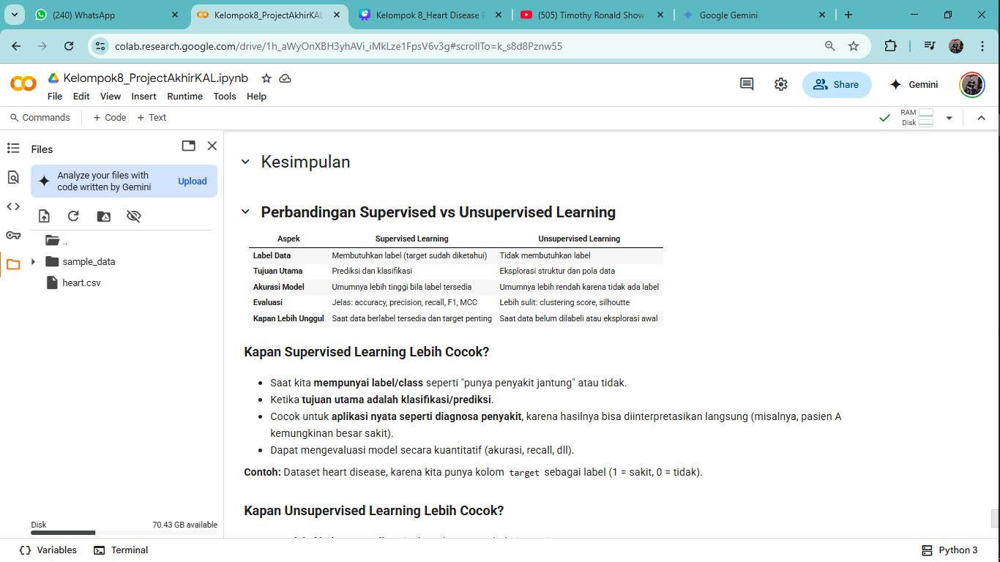 (240) WhatsApp
Kelompok8_ProjectAkhirKAL
Kelompok 8_Heart Disease P
(505) Timothy Ronald Show
Google Gemini
colab.research.google.com/drive/1h_aWyOnXBH3yhAVi_iMkLze1FpsV6v3g#scrollTo=k_s8d8Pznw55
Kelompok8_ProjectAkhirKAL.ipynb
File Edit View Insert Runtime Tools Help
Share
Gemini
Commands + Code + Text
RAM
Disk
Files
Analyze your files with
code written by Gemini
Upload
..
sample_data
heart.csv
Disk 70.43 GB available
Kesimpulan
Perbandingan Supervised vs Unsupervised Learning
Aspek Supervised Learning Unsupervised Learning
Label Data Membutuhkan label (target sudah diketahui) Tidak membutuhkan label
Tujuan Utama Prediksi dan klasifikasi Eksplorasi struktur dan pola data
Akurasi Model Umumnya lebih tinggi bila label tersedia Umumnya lebih rendah karena tidak ada label
Evaluasi Jelas: accuracy, precision, recall, F1, MCC Lebih sulit: clustering score, silhoutte
Kapan Lebih Unggul Saat data berlabel tersedia dan target penting Saat data belum dilabeli atau eksplorasi awal
Kapan Supervised Learning Lebih Cocok?
• Saat kita mempunyai label/class seperti "punya penyakit jantung" atau tidak.
• Ketika tujuan utama adalah klasifikasi/prediksi.
• Cocok untuk aplikasi nyata seperti diagnosa penyakit, karena hasilnya bisa diinterpretasikan langsung (misalnya, pasien A
kemungkinan besar sakit).
• Dapat mengevaluasi model secara kuantitatif (akurasi, recall, dll).
Contoh: Dataset heart disease, karena kita punya kolom target sebagai label (1 = sakit, 0 = tidak).
Kapan Unsupervised Learning Lebih Cocok?
Variables
Terminal
Python 3